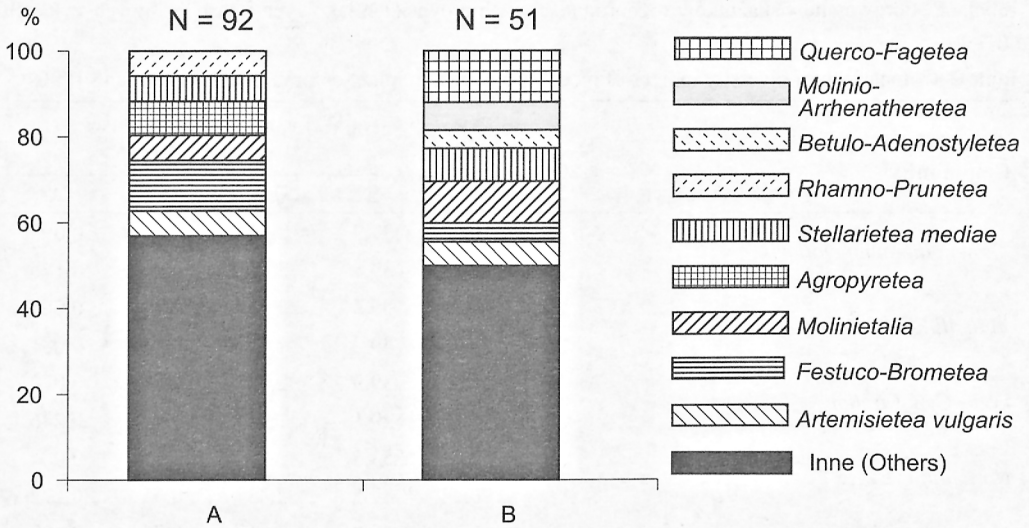 %
N = 92
N = 51
100
80
60
40
20
0
A
B
Querco-Fagetea
Molinio-
Arrhenatheretea
Betulo-Adenostyletea
Rhamno-Prunetea
Stellarietea mediae
Agropyretea
Molinietalia
Festuco-Brometea
Artemisietea vulgaris
Inne (Others)